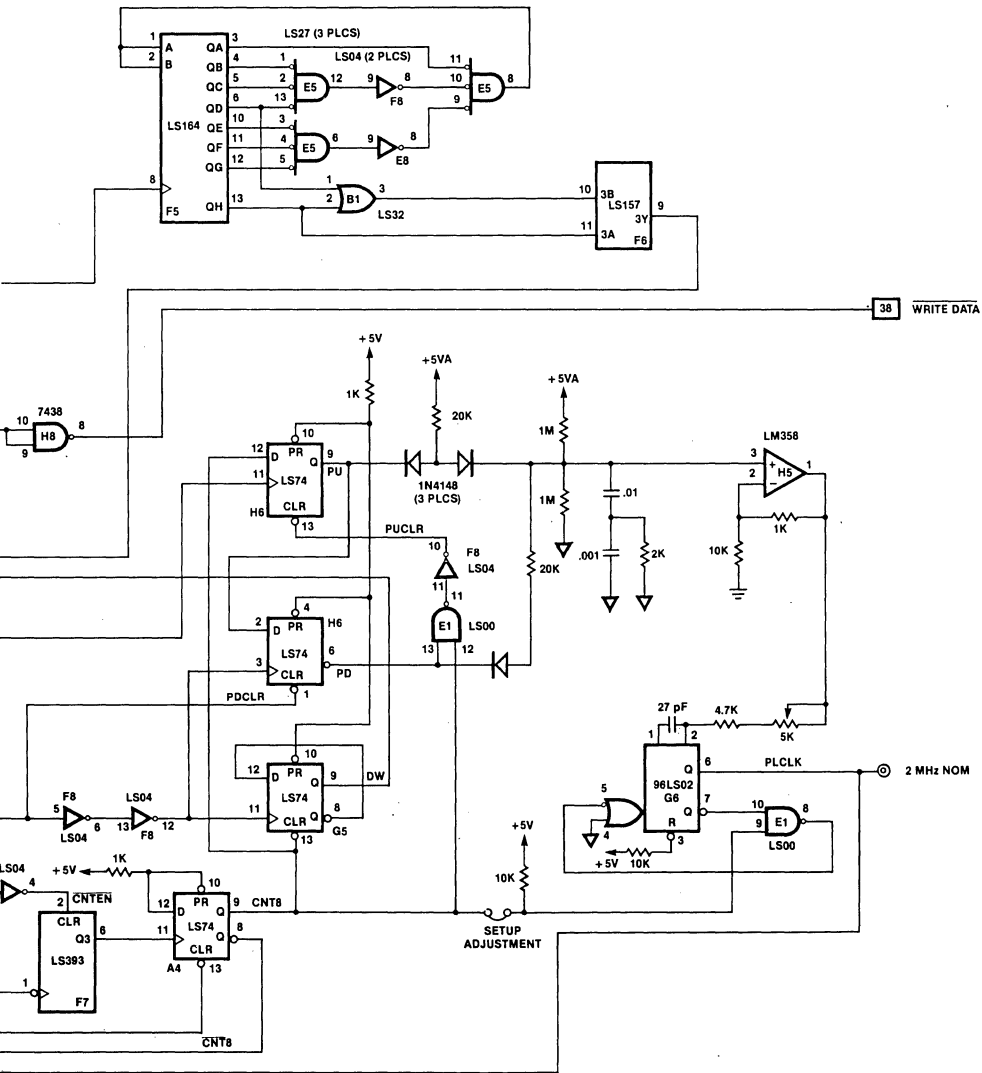 LS27 (3 PLCS)
LS04 (2 PLCS)
1 A QA 3
2 B QB 4
QC 5
QD 6
LS164 QE 10
QF 11
QG 12
8 QH 13
F5
1
2 E5 12
13
9 F8 8
11
10 E5 8
9
3
4 E5 6
5
9 E8 8
1
2 B1 3
LS32
10 3B
LS157
3Y 9
11 3A
F6
38 WRITE DATA
7438
10
9 H8 8
+5V
1K
+5VA
20K
+5VA
1M
1M
LM358
3 +
2 −
H5 1
1K
10K
10
12 D PR Q 9
PU
11 LS74
CLR
H6 13
1N4148
(3 PLCS)
.01
.001
2K
20K
PUCLR
10
F8
LS04
11
11
E1 LS00
13 12
4
2 D PR H6
LS74
3 CLR 6
PD
1
PDCLR
10
12 D PR Q 9 DW
LS74
11 CLR Q 8
G5
13
F8
5 6
LS04
LS04
13 12
F8
27 pF
4.7K
5K
1 2
Q 6 PLCLK
2 MHz NOM
96LS02
G6
5
4
Q 7
R
3
+5V 10K
10 E1 8
9
LS00
+5V
10K
SETUP
ADJUSTMENT
LS04
4
CNTEN
2
CLR
Q3 6
LS393
1
F7
+5V 1K
10
12 D PR Q 9 CNT8
LS74
11 Q 8
CLR
A4 13
CNT8